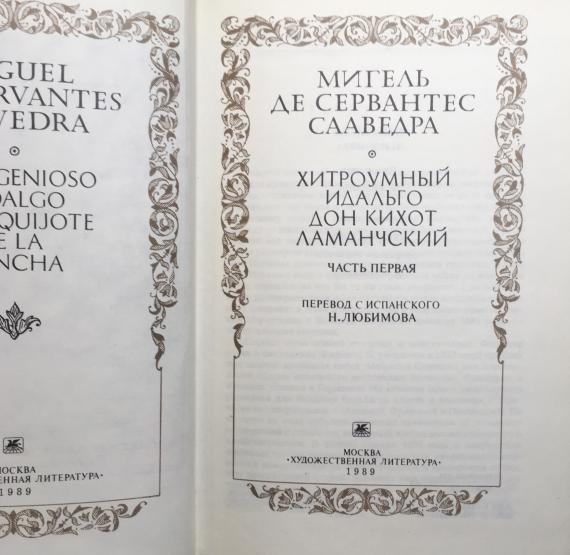 GUEL
RVANTES
VEDRA
GENIOSO
DALGO
QUIJOTE
E LA
NCHA
МОСКВА
ЕННАЯ ЛИТЕРАТУРА"
1989
МИГЕЛЬ
ДЕ СЕРВАНТЕС
СААВЕДРА
ХИТРОУМНЫЙ
ИДАЛЬГО
ДОН КИХОТ
ЛАМАНЧСКИЙ
ЧАСТЬ ПЕРВАЯ
ПЕРЕВОД С ИСПАНСКОГО
Н.ЛЮБИМОВА
МОСКВА
"ХУДОЖЕСТВЕННАЯ ЛИТЕРАТУРА"
1989